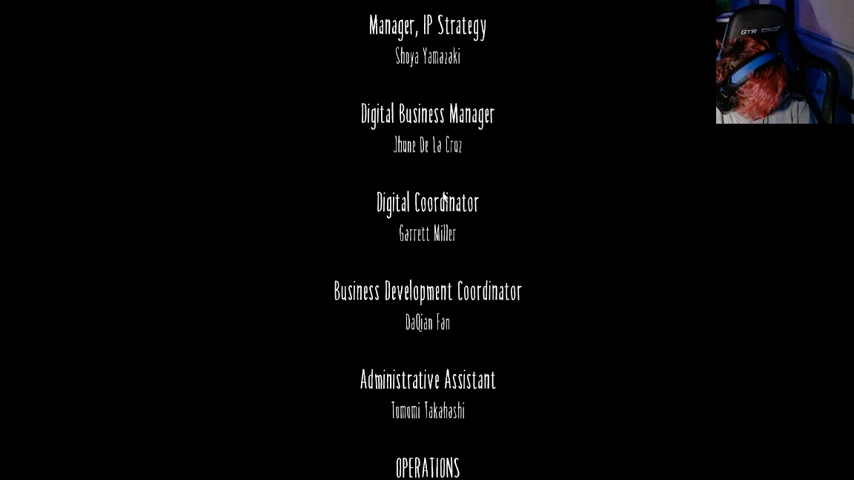 Manager, IP Strategy
Shoya Yamazaki
Digital Business Manager
Jhune De La Cruz
Digital Coordinator
Garrett Miller
Business Development Coordinator
DaQian Fan
Administrative Assistant
Tomomi Takahashi
OPERATIONS